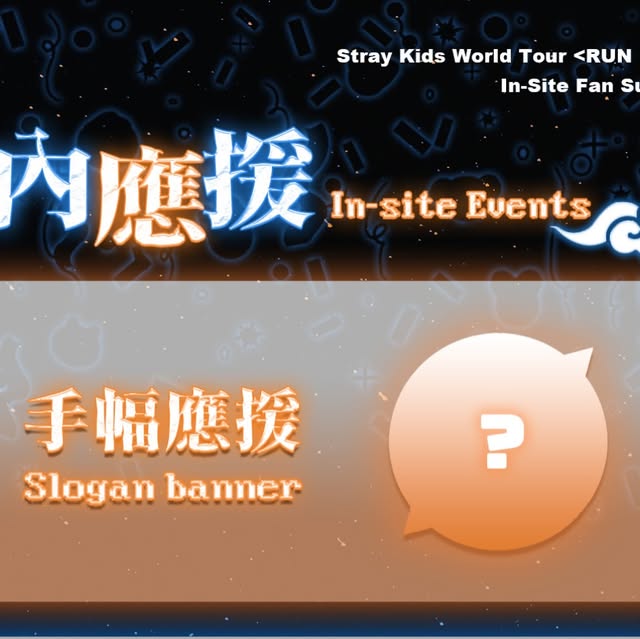 Stray Kids World Tour <RUN
In-Site Fan Su
內應援
In-site Events
手幅應援
Slogan banner
?